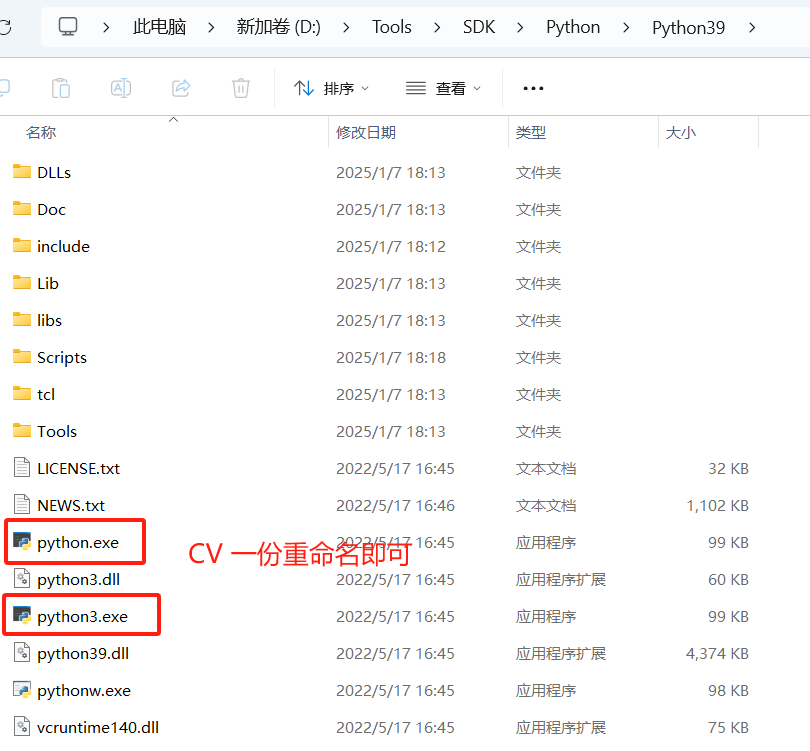 此电脑 新加卷 (D:) Tools SDK Python Python39
排序 查看
名称 修改日期 类型 大小
DLLs 2025/1/7 18:13 文件夹
Doc 2025/1/7 18:13 文件夹
include 2025/1/7 18:12 文件夹
Lib 2025/1/7 18:13 文件夹
libs 2025/1/7 18:13 文件夹
Scripts 2025/1/7 18:18 文件夹
tcl 2025/1/7 18:13 文件夹
Tools 2025/1/7 18:13 文件夹
LICENSE.txt 2022/5/17 16:45 文本文档 32 KB
NEWS.txt 2022/5/17 16:46 文本文档 1,102 KB
python.exe 2022/5/17 16:45 应用程序 99 KB
CV 一份重命名即可
python3.dll 2022/5/17 16:45 应用程序扩展 60 KB
python3.exe 2022/5/17 16:45 应用程序 99 KB
python39.dll 2022/5/17 16:45 应用程序扩展 4,374 KB
pythonw.exe 2022/5/17 16:45 应用程序 98 KB
vcruntime140.dll 2022/5/17 16:45 应用程序扩展 75 KB